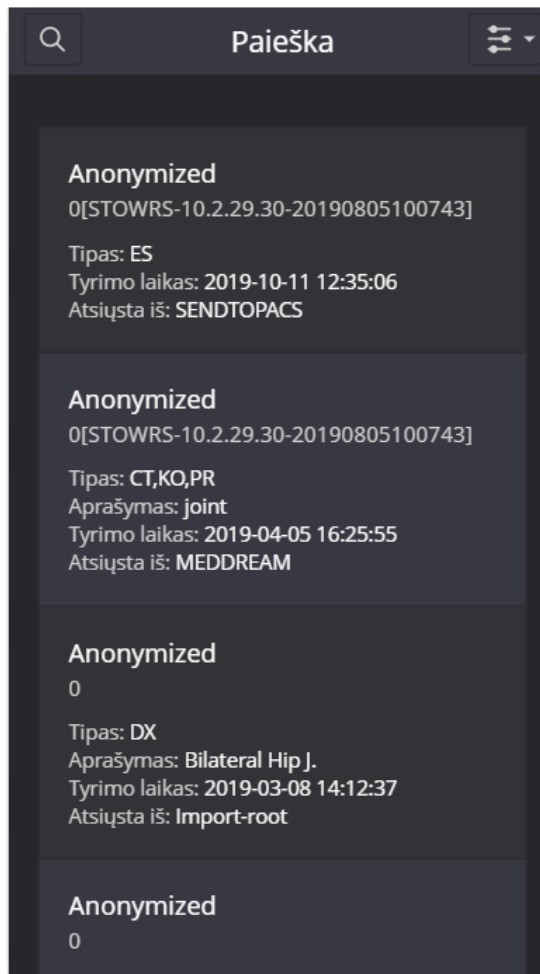 Paieška
Anonymized
0[STOWRS-10.2.29.30-20190805100743]
Tipas: ES
Tyrimo laikas: 2019-10-11 12:35:06
Atsiųsta iš: SENDTOPACS
Anonymized
0[STOWRS-10.2.29.30-20190805100743]
Tipas: CT,KO,PR
Aprašymas: joint
Tyrimo laikas: 2019-04-05 16:25:55
Atsiųsta iš: MEDDREAM
Anonymized
0
Tipas: DX
Aprašymas: Bilateral Hip J.
Tyrimo laikas: 2019-03-08 14:12:37
Atsiųsta iš: Import-root
Anonymized
0